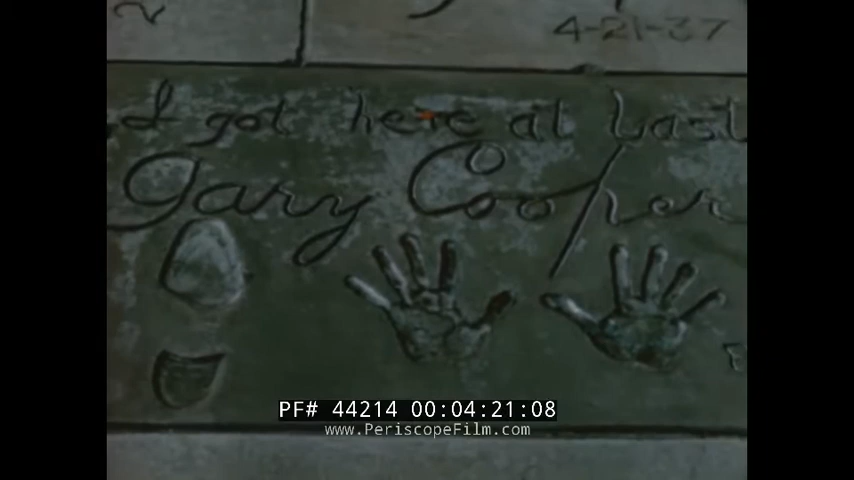 4-21-37
I got here at Last
Gary Cooper
PF# 44214 00:04:21:08
www.PeriscopeFilm.com